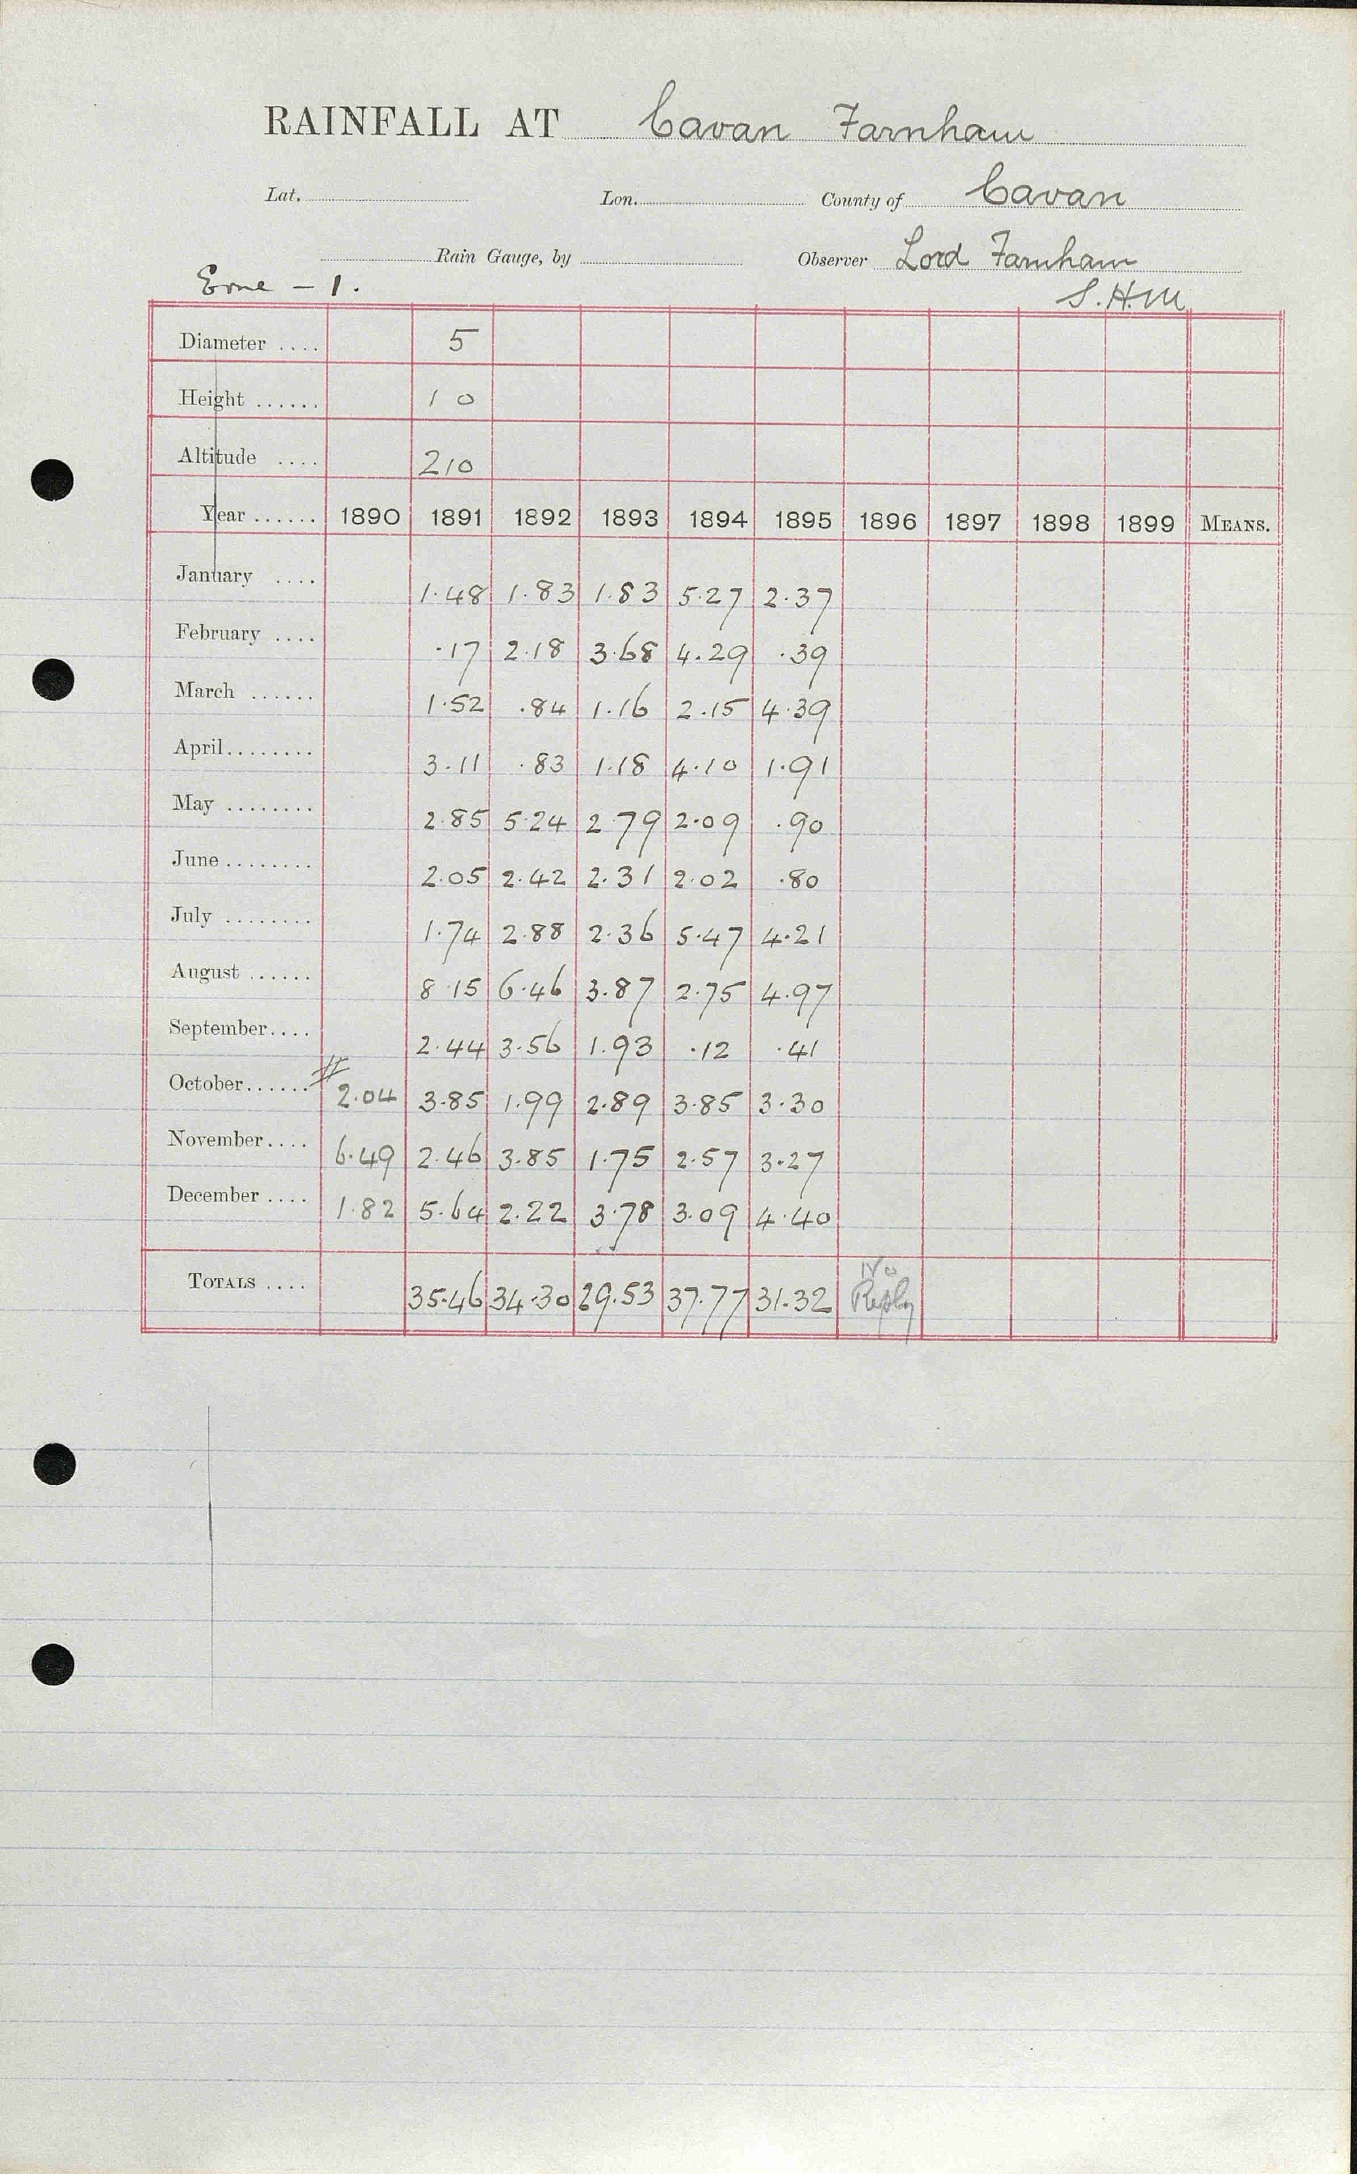 RAINFALL AT Cavan Farnham
Lat. Lon. County of Cavan
Rain Gauge, by Observer Lord Farnham
Erne - 1. S.H.M
Diameter .... 5
Height ...... 1 0
Altitude .... 210
Year ...... 1890 1891 1892 1893 1894 1895 1896 1897 1898 1899 MEANS.
January .... 1.48 1.83 1.83 5.27 2.37
February .... .17 2.18 3.68 4.29 .39
March ...... 1.52 .84 1.16 2.15 4.39
April........ 3.11 .83 1.18 4.10 1.91
May ........ 2.85 5.24 2.79 2.09 .90
June ........ 2.05 2.42 2.31 2.02 .80
July ........ 1.74 2.88 2.36 5.47 4.21
August ...... 8.15 6.46 3.87 2.75 4.97
September.... 2.44 3.56 1.93 .12 .41
October...... # 2.04 3.85 1.99 2.89 3.85 3.30
November.... 6.49 2.46 3.85 1.75 2.57 3.27
December .... 1.82 5.64 2.22 3.78 3.09 4.40
TOTALS .... 35.46 34.30 29.53 37.77 31.32 No Reply